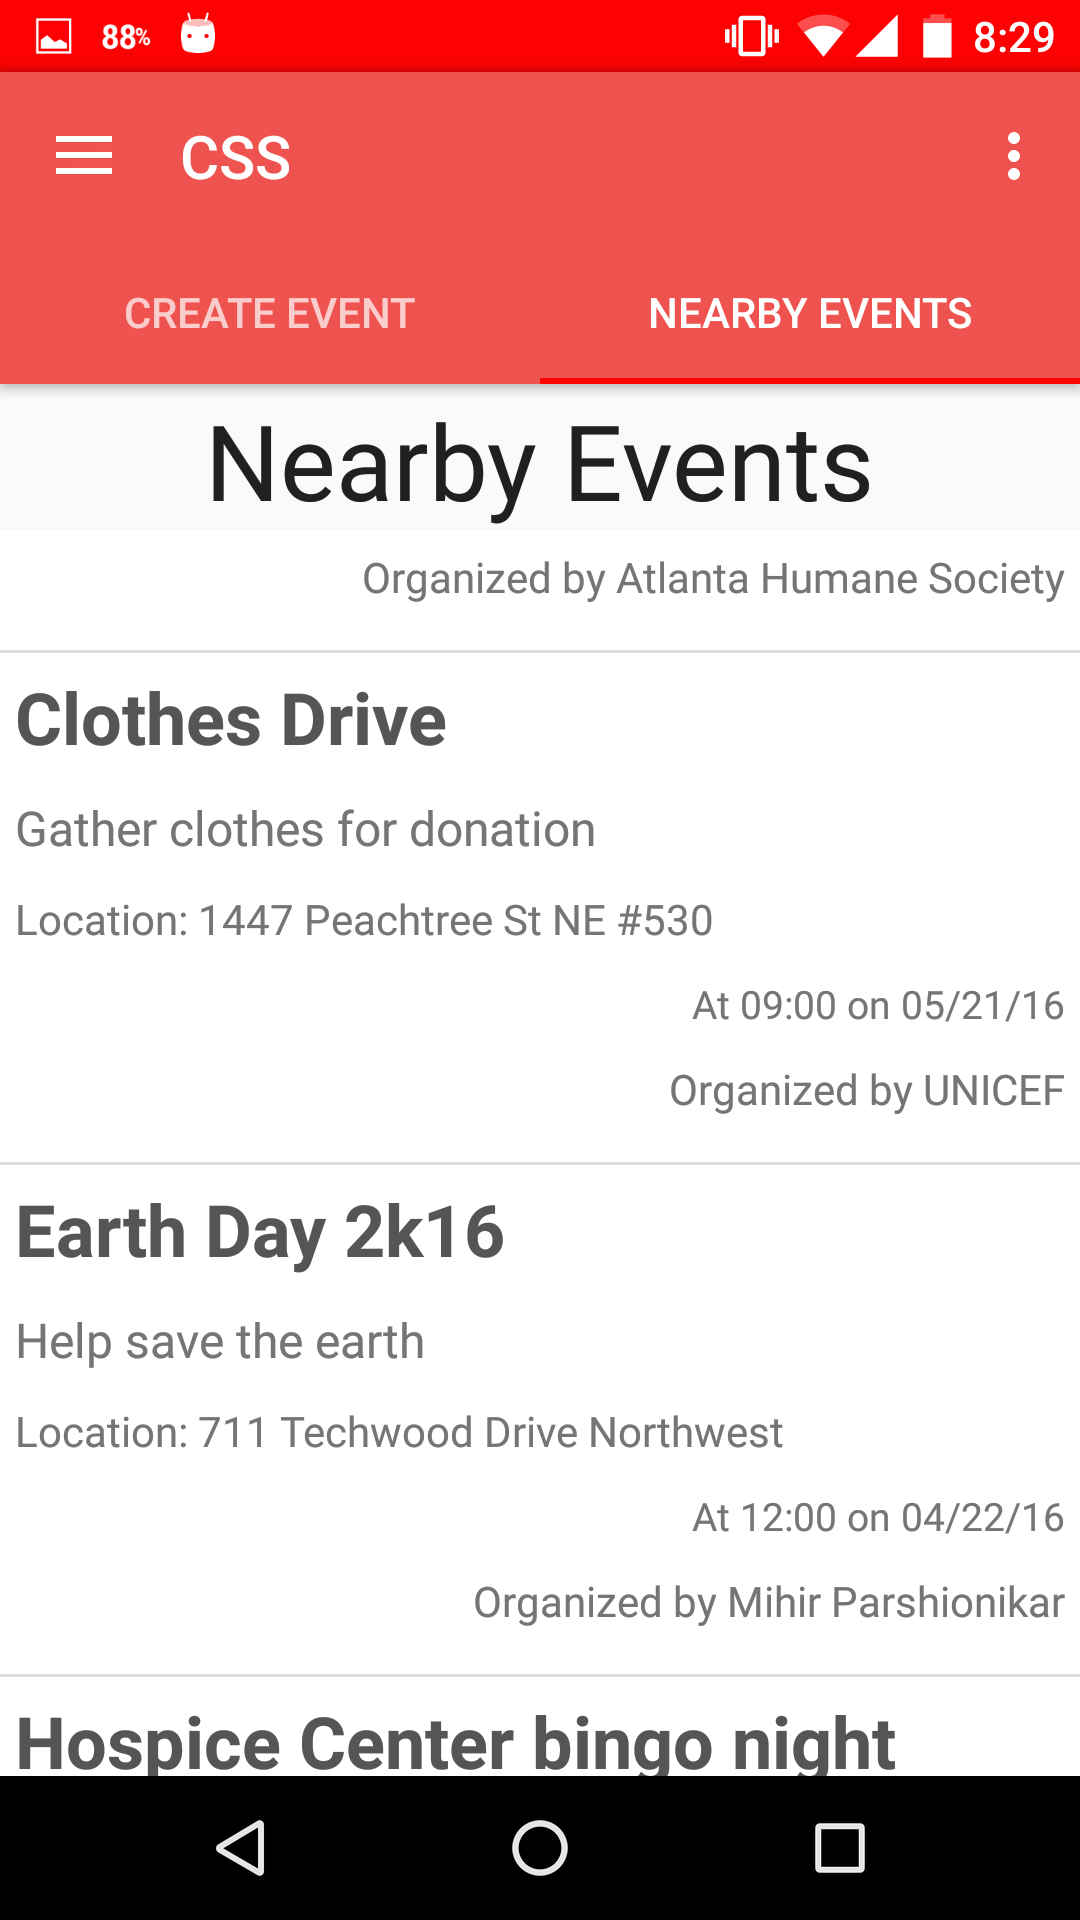 88%
8:29
CSS
CREATE EVENT
NEARBY EVENTS
Nearby Events
Organized by Atlanta Humane Society
Clothes Drive
Gather clothes for donation
Location: 1447 Peachtree St NE #530
At 09:00 on 05/21/16
Organized by UNICEF
Earth Day 2k16
Help save the earth
Location: 711 Techwood Drive Northwest
At 12:00 on 04/22/16
Organized by Mihir Parshionikar
Hospice Center bingo night